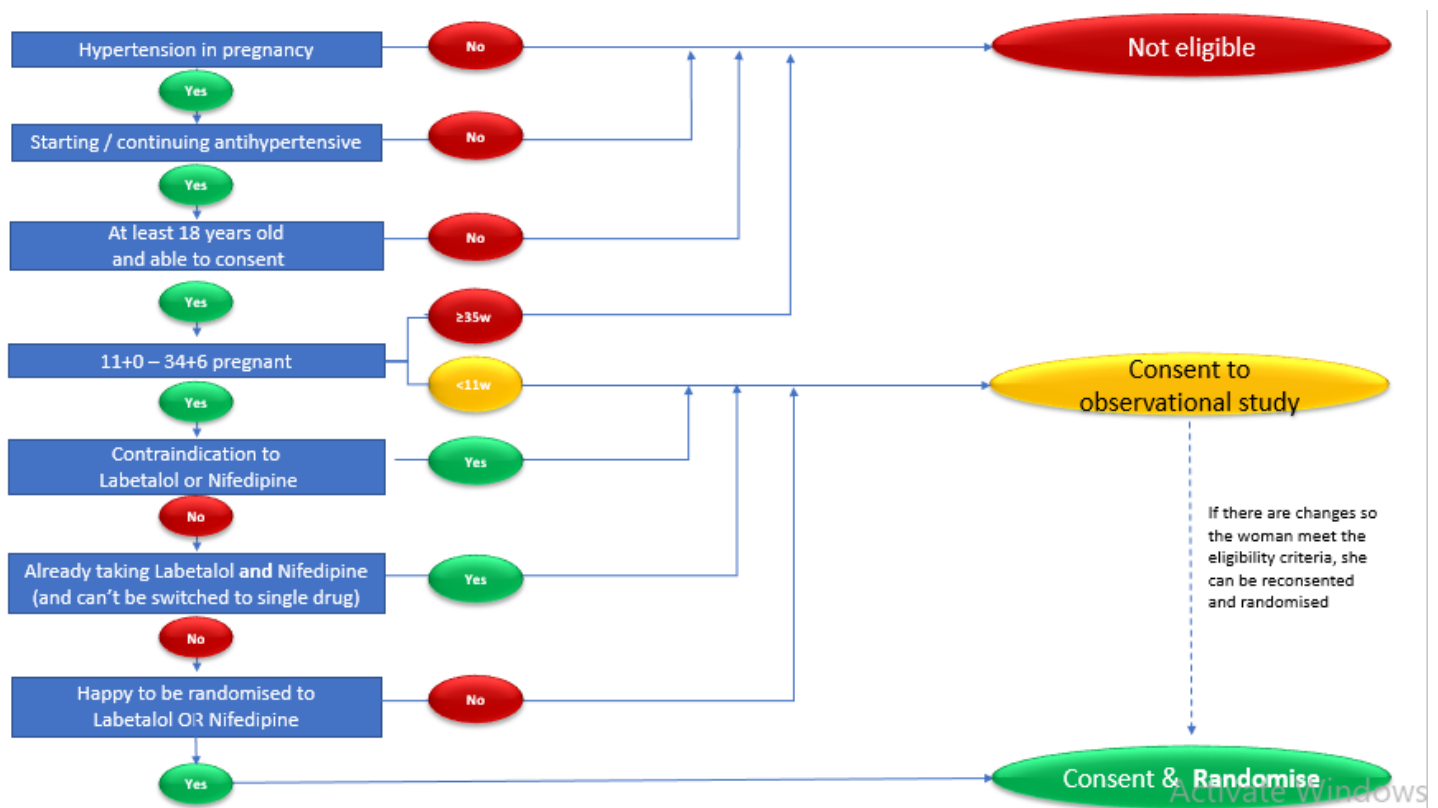 Hypertension in pregnancy
No
Not eligible
Yes
Starting / continuing antihypertensive
No
Yes
At least 18 years old
and able to consent
No
Yes
≥35w
11+0 – 34+6 pregnant
<11w
Consent to
observational study
Yes
Contraindication to
Labetalol or Nifedipine
Yes
No
If there are changes so
the woman meet the
eligibility criteria, she
can be reconsented
and randomised
Already taking Labetalol and Nifedipine
(and can't be switched to single drug)
Yes
No
Happy to be randomised to
Labetalol OR Nifedipine
No
Yes
Consent & Randomise
Activate Windows